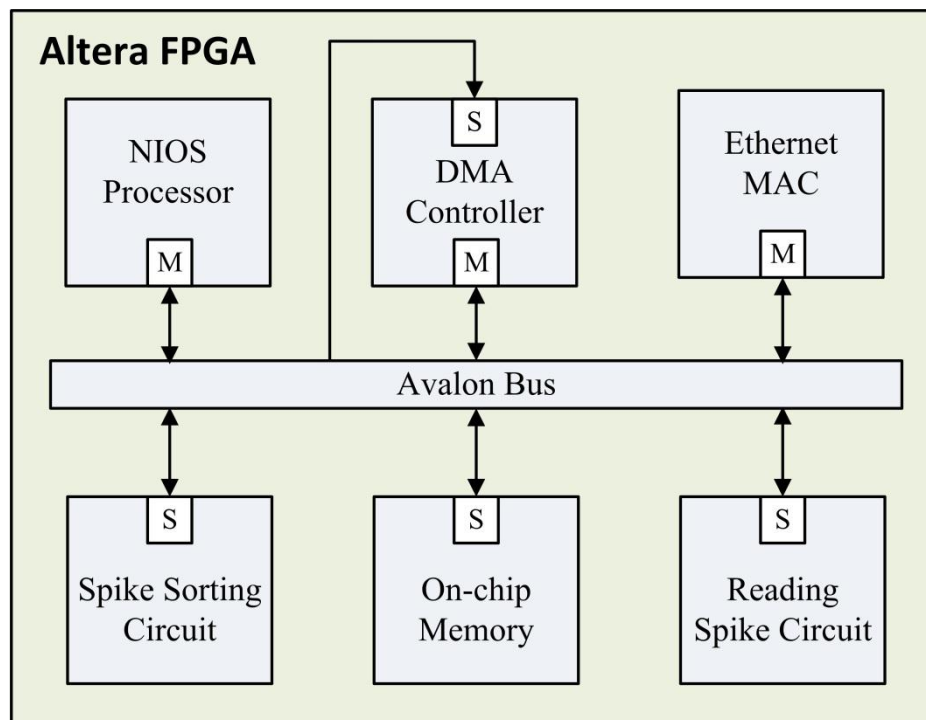 Altera FPGA
NIOS
Processor
M
S
DMA
Controller
M
Ethernet
MAC
M
Avalon Bus
S
Spike Sorting
Circuit
S
On-chip
Memory
S
Reading
Spike Circuit